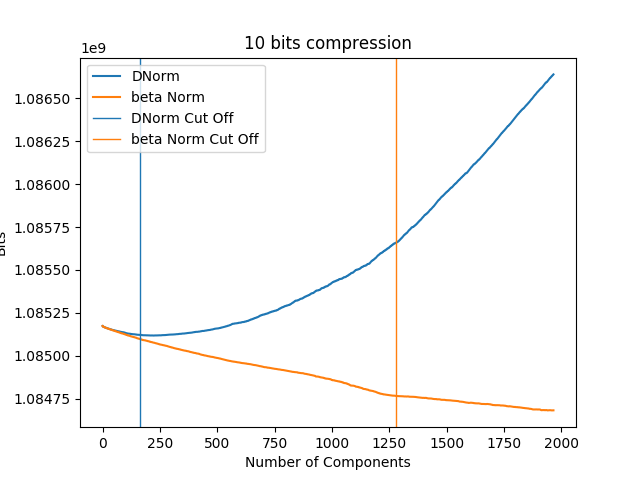 10 bits compression
1e9
DNorm
beta Norm
DNorm Cut Off
beta Norm Cut Off
1.08650
1.08625
1.08600
1.08575
1.08550
1.08525
1.08500
1.08475
Bits
0 250 500 750 1000 1250 1500 1750 2000
Number of Components